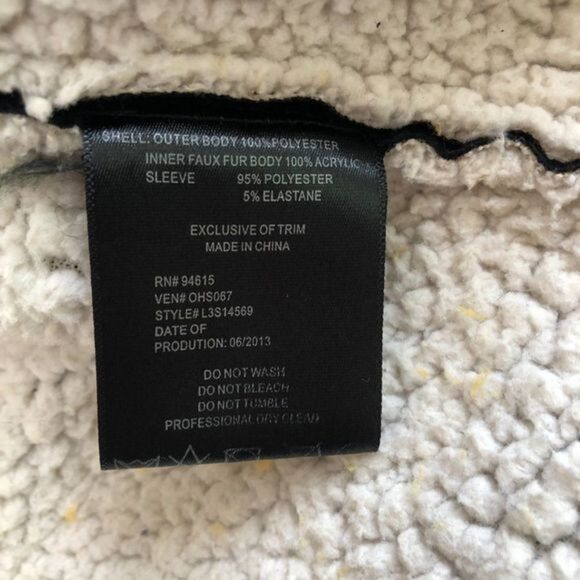 SHELL: OUTER BODY 100%POLYESTER
INNER FAUX FUR BODY 100% ACRYLIC
SLEEVE 95% POLYESTER
5% ELASTANE
EXCLUSIVE OF TRIM
MADE IN CHINA
RN# 94615
VEN# OHS067
STYLE# L3S14569
DATE OF
PRODUTION: 06/2013
DO NOT WASH
DO NOT BLEACH
DO NOT TUMBLE
PROFESSIONAL DRY CLEAN